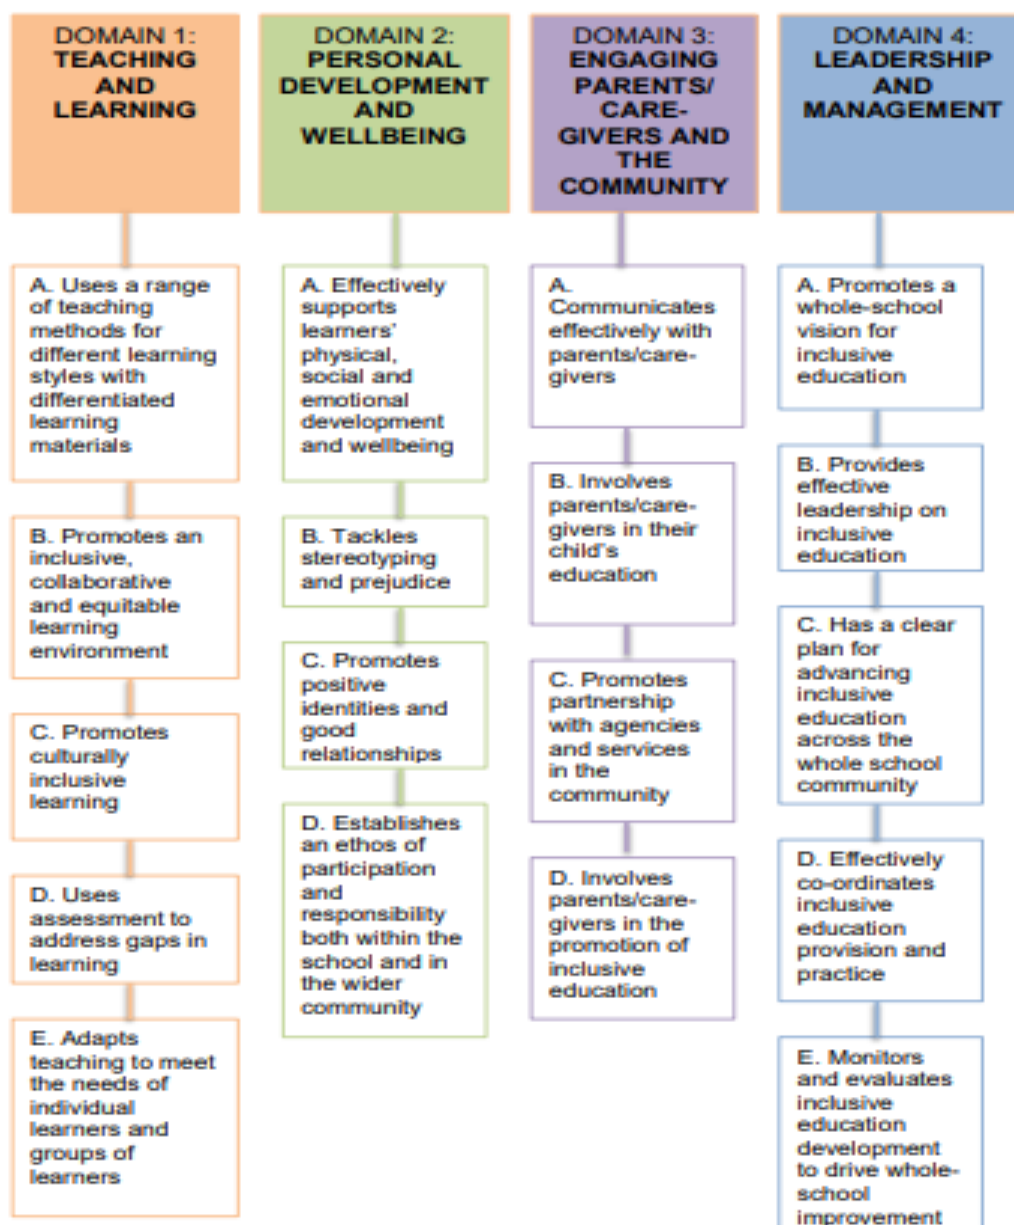 DOMAIN 1:
TEACHING
AND
LEARNING
A. Uses a range
of teaching
methods for
different learning
styles with
differentiated
learning
materials
B. Promotes an
inclusive,
collaborative
and equitable
learning
environment
C. Promotes
culturally
inclusive
learning
D. Uses
assessment to
address gaps in
learning
E. Adapts
teaching to meet
the needs of
individual
learners and
groups of
learners
DOMAIN 2:
PERSONAL
DEVELOPMENT
AND
WELLBEING
A. Effectively
supports
learners'
physical,
social and
emotional
development
and wellbeing
B. Tackles
stereotyping
and prejudice
C. Promotes
positive
identities and
good
relationships
D. Establishes
an ethos of
participation
and
responsibility
both within the
school and in
the wider
community
DOMAIN 3:
ENGAGING
PARENTS/
CARE-
GIVERS AND
THE
COMMUNITY
A.
Communicates
effectively with
parents/care-
givers
B. Involves
parents/care-
givers in their
child's
education
C. Promotes
partnership
with agencies
and services
in the
community
D. Involves
parents/care-
givers in the
promotion of
inclusive
education
DOMAIN 4:
LEADERSHIP
AND
MANAGEMENT
A. Promotes a
whole-school
vision for
inclusive
education
B. Provides
effective
leadership on
inclusive
education
C. Has a clear
plan for
advancing
inclusive
education
across the
whole school
community
D. Effectively
co-ordinates
inclusive
education
provision and
practice
E. Monitors
and evaluates
inclusive
education
development
to drive whole-
school
improvement